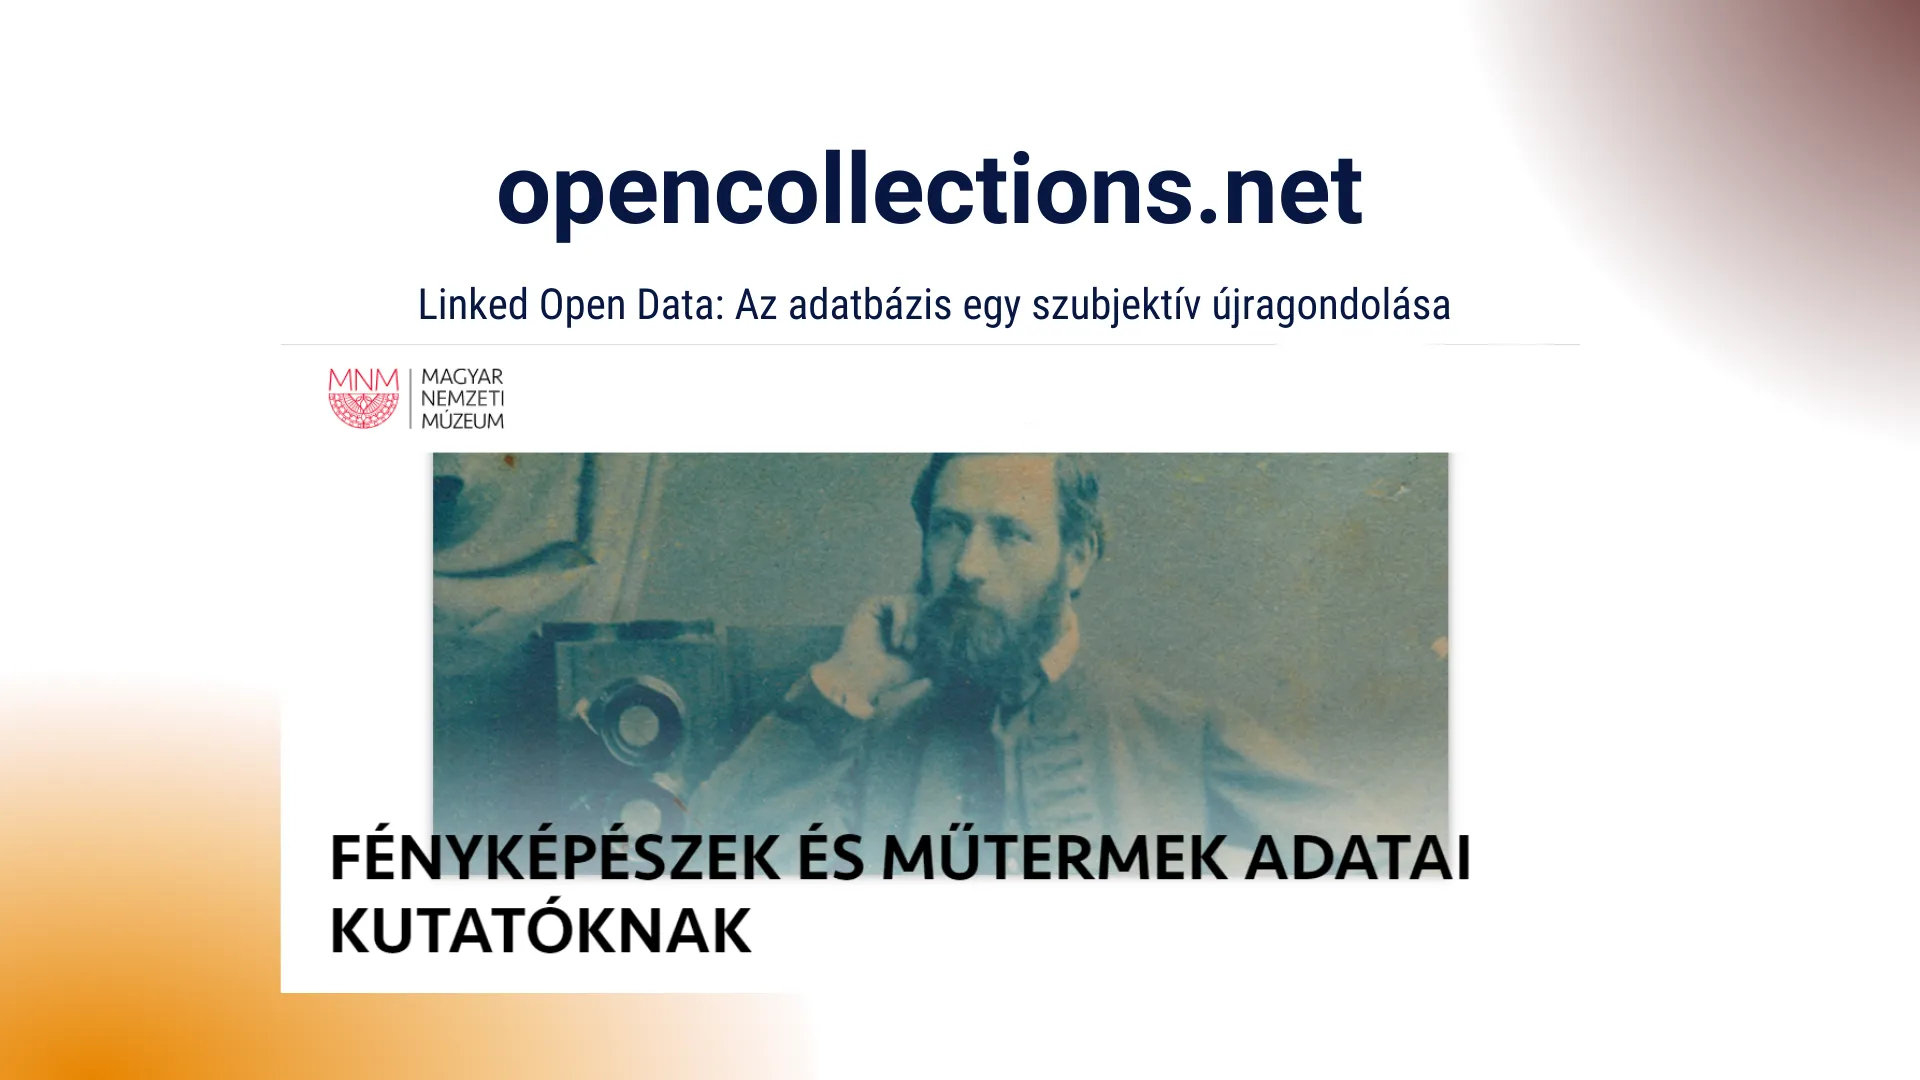 opencollections.net
Linked Open Data: Az adatbázis egy szubjektív újragondolása
MNM
MAGYAR
NEMZETI
MÚZEUM
FÉNYKÉPÉSZEK ÉS MŰTERMEK ADATAI
KUTATÓKNAK